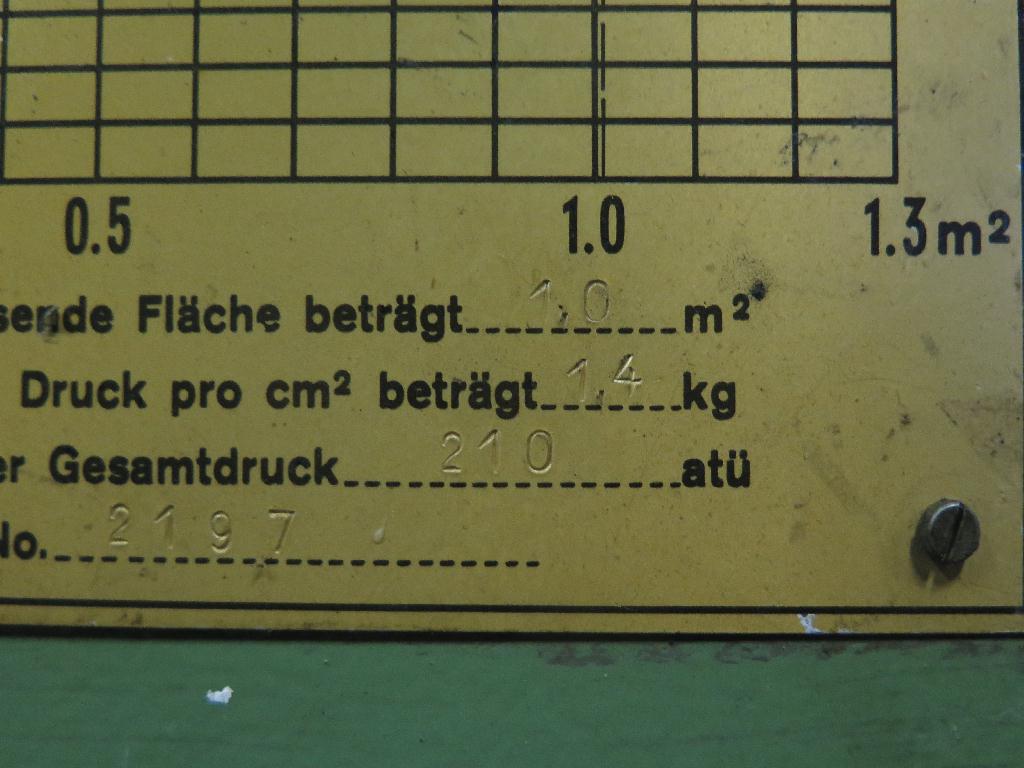 0.5 1.0 1.3 m²
sende Fläche beträgt 1,0 m²
Druck pro cm² beträgt 1,4 kg
er Gesamtdruck 210 atü
No. 2197